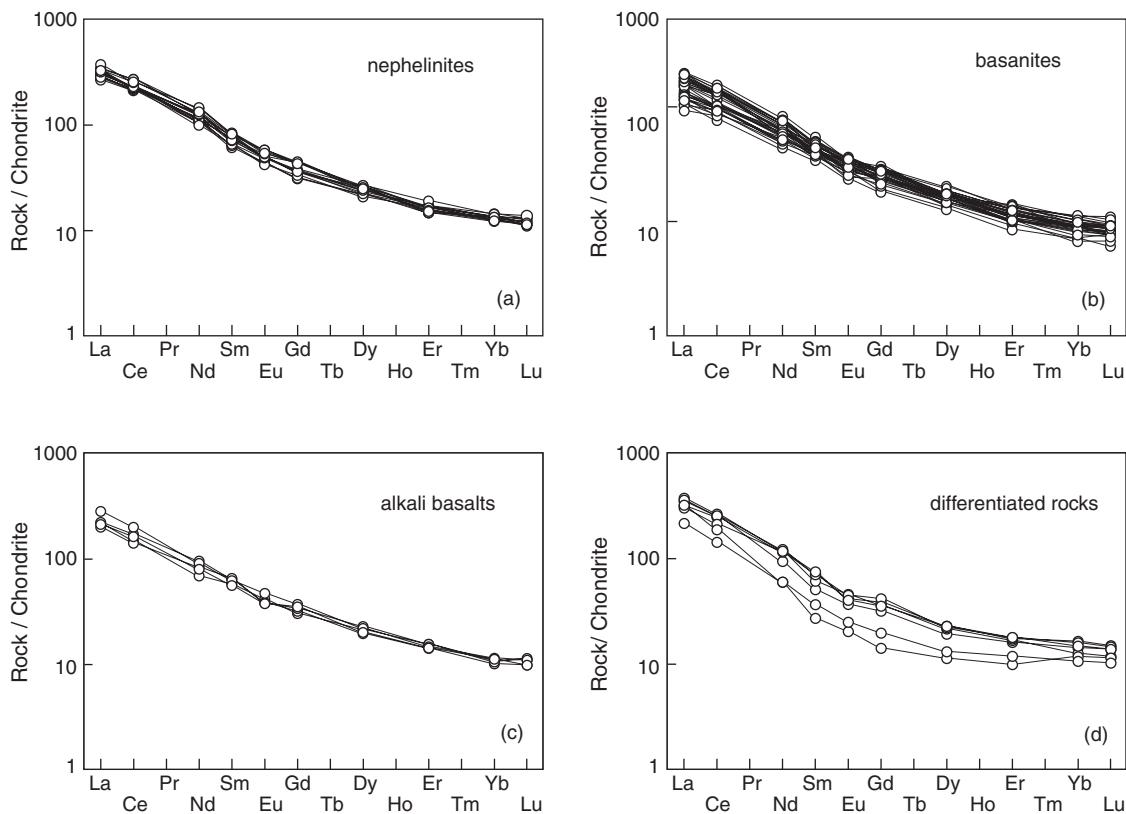 1000
100
10
1
Rock / Chondrite
nephelinites
(a)
La Pr Sm Gd Dy Er Yb
Ce Nd Eu Tb Ho Tm Lu
1000
100
10
1
Rock / Chondrite
basanites
(b)
La Pr Sm Gd Dy Er Yb
Ce Nd Eu Tb Ho Tm Lu
1000
100
10
1
Rock / Chondrite
alkali basalts
(c)
La Pr Sm Gd Dy Er Yb
Ce Nd Eu Tb Ho Tm Lu
1000
100
10
1
Rock/ Chondrite
differentiated rocks
(d)
La Pr Sm Gd Dy Er Yb
Ce Nd Eu Tb Ho Tm Lu